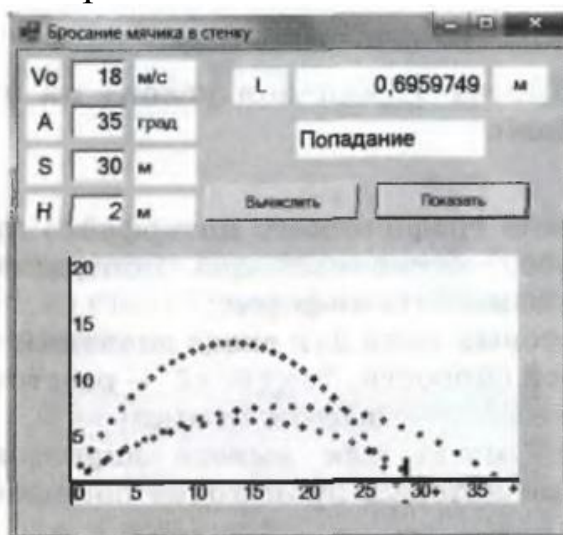 Бросание мячика в стенку
Vo 18 м/с L 0,6959749 м
A 35 град
Попадание
S 30 м
H 2 м
Вычислить Показать
20
15
10
5
0 5 10 15 20 25 30 35